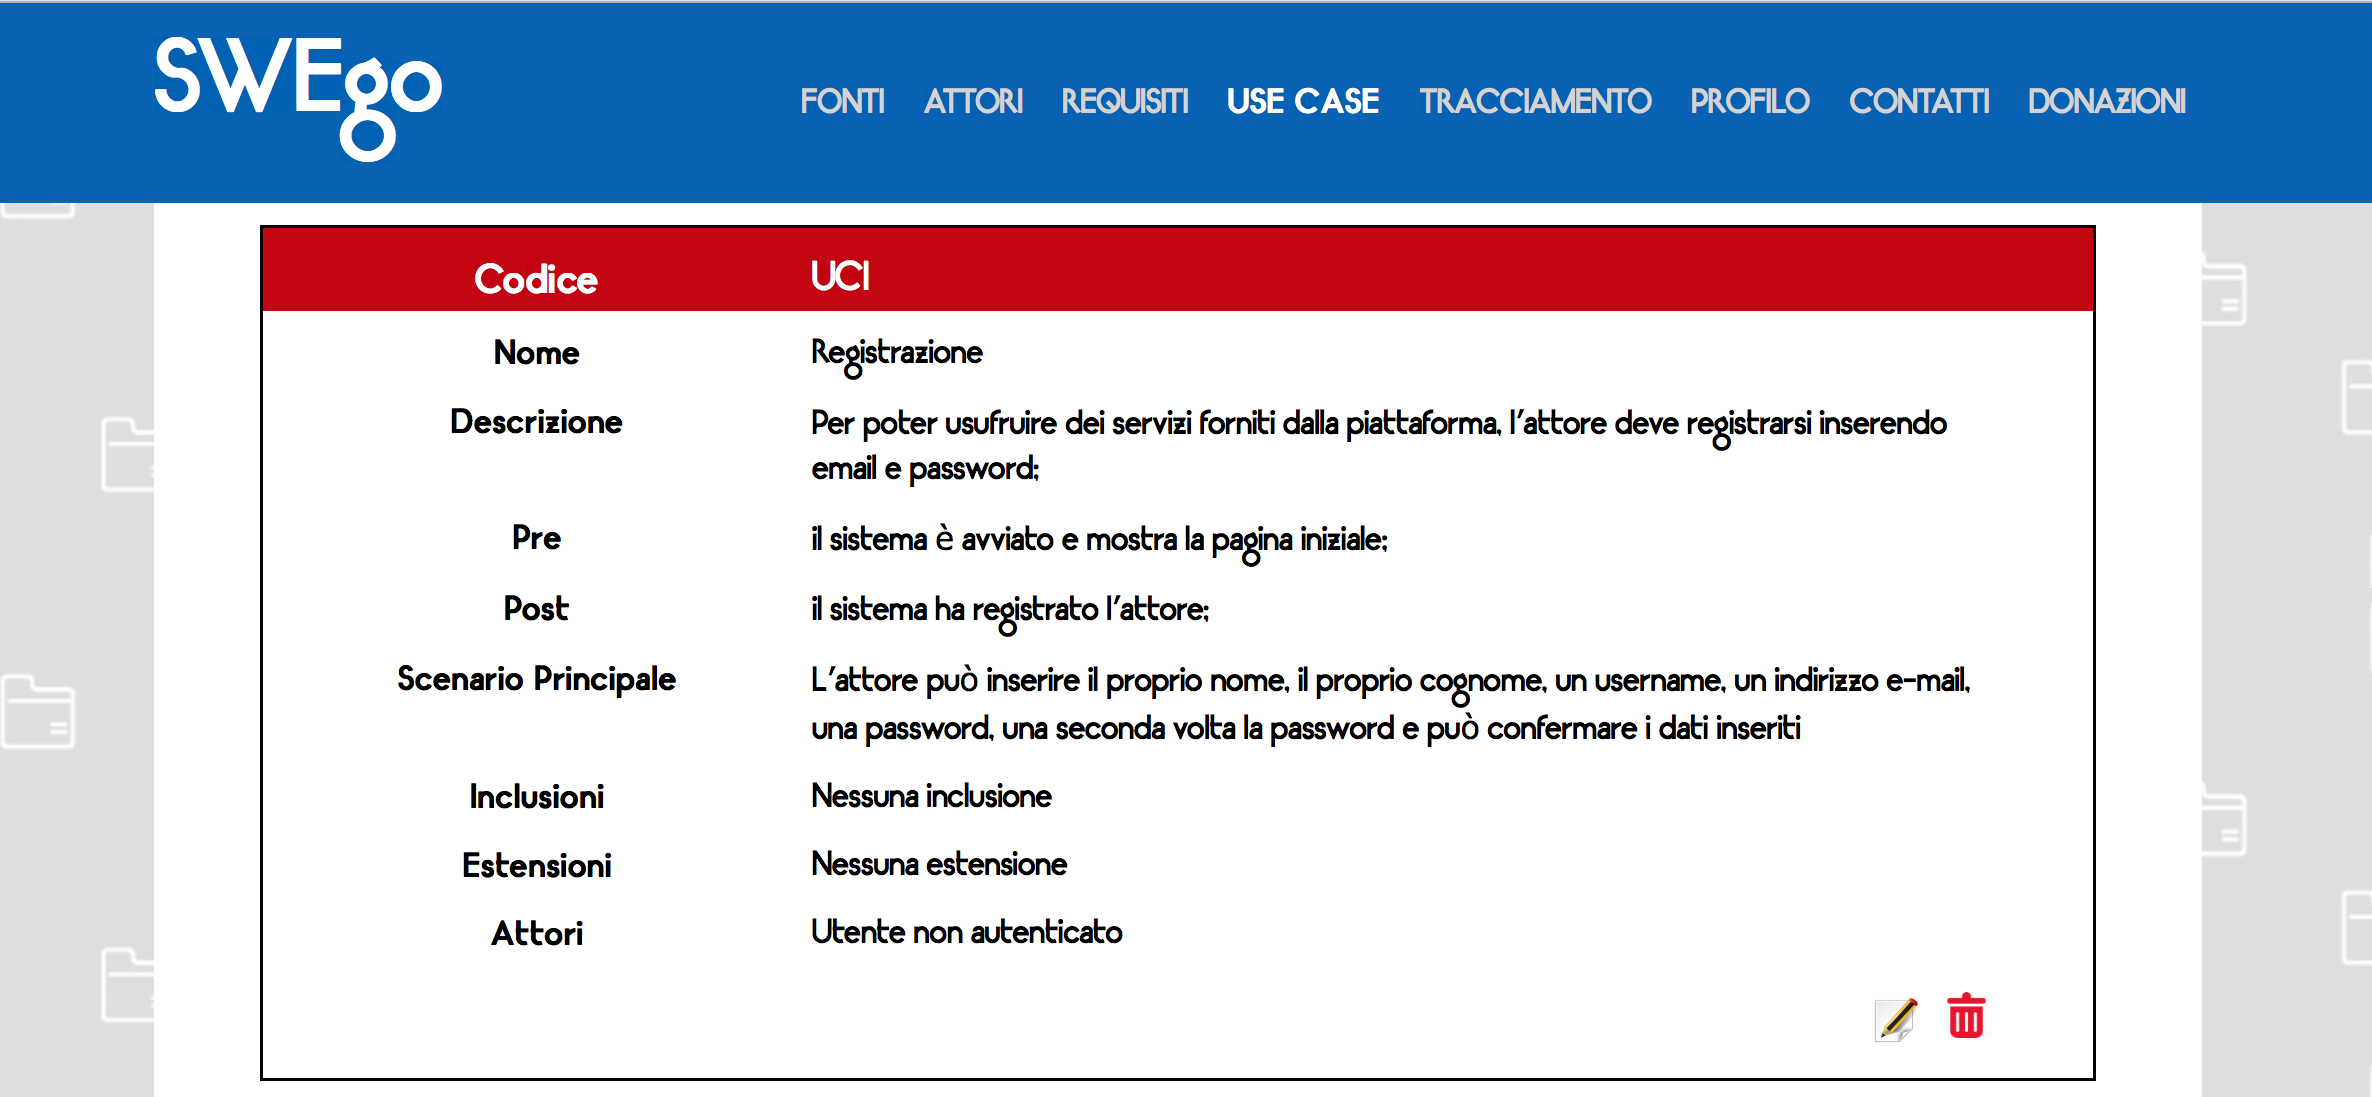 SWEgo
FONTI ATTORI REQUISITI USE CASE TRACCIAMENTO PROFILO CONTATTI DONAZIONI
Codice UC1
Nome Registrazione
Descrizione Per poter usufruire dei servizi forniti dalla piattaforma, l'attore deve registrarsi inserendo
email e password;
Pre il sistema è avviato e mostra la pagina iniziale;
Post il sistema ha registrato l'attore;
Scenario Principale L'attore può inserire il proprio nome, il proprio cognome, un username, un indirizzo e-mail,
una password, una seconda volta la password e può confermare i dati inseriti
Inclusioni Nessuna inclusione
Estensioni Nessuna estensione
Attori Utente non autenticato